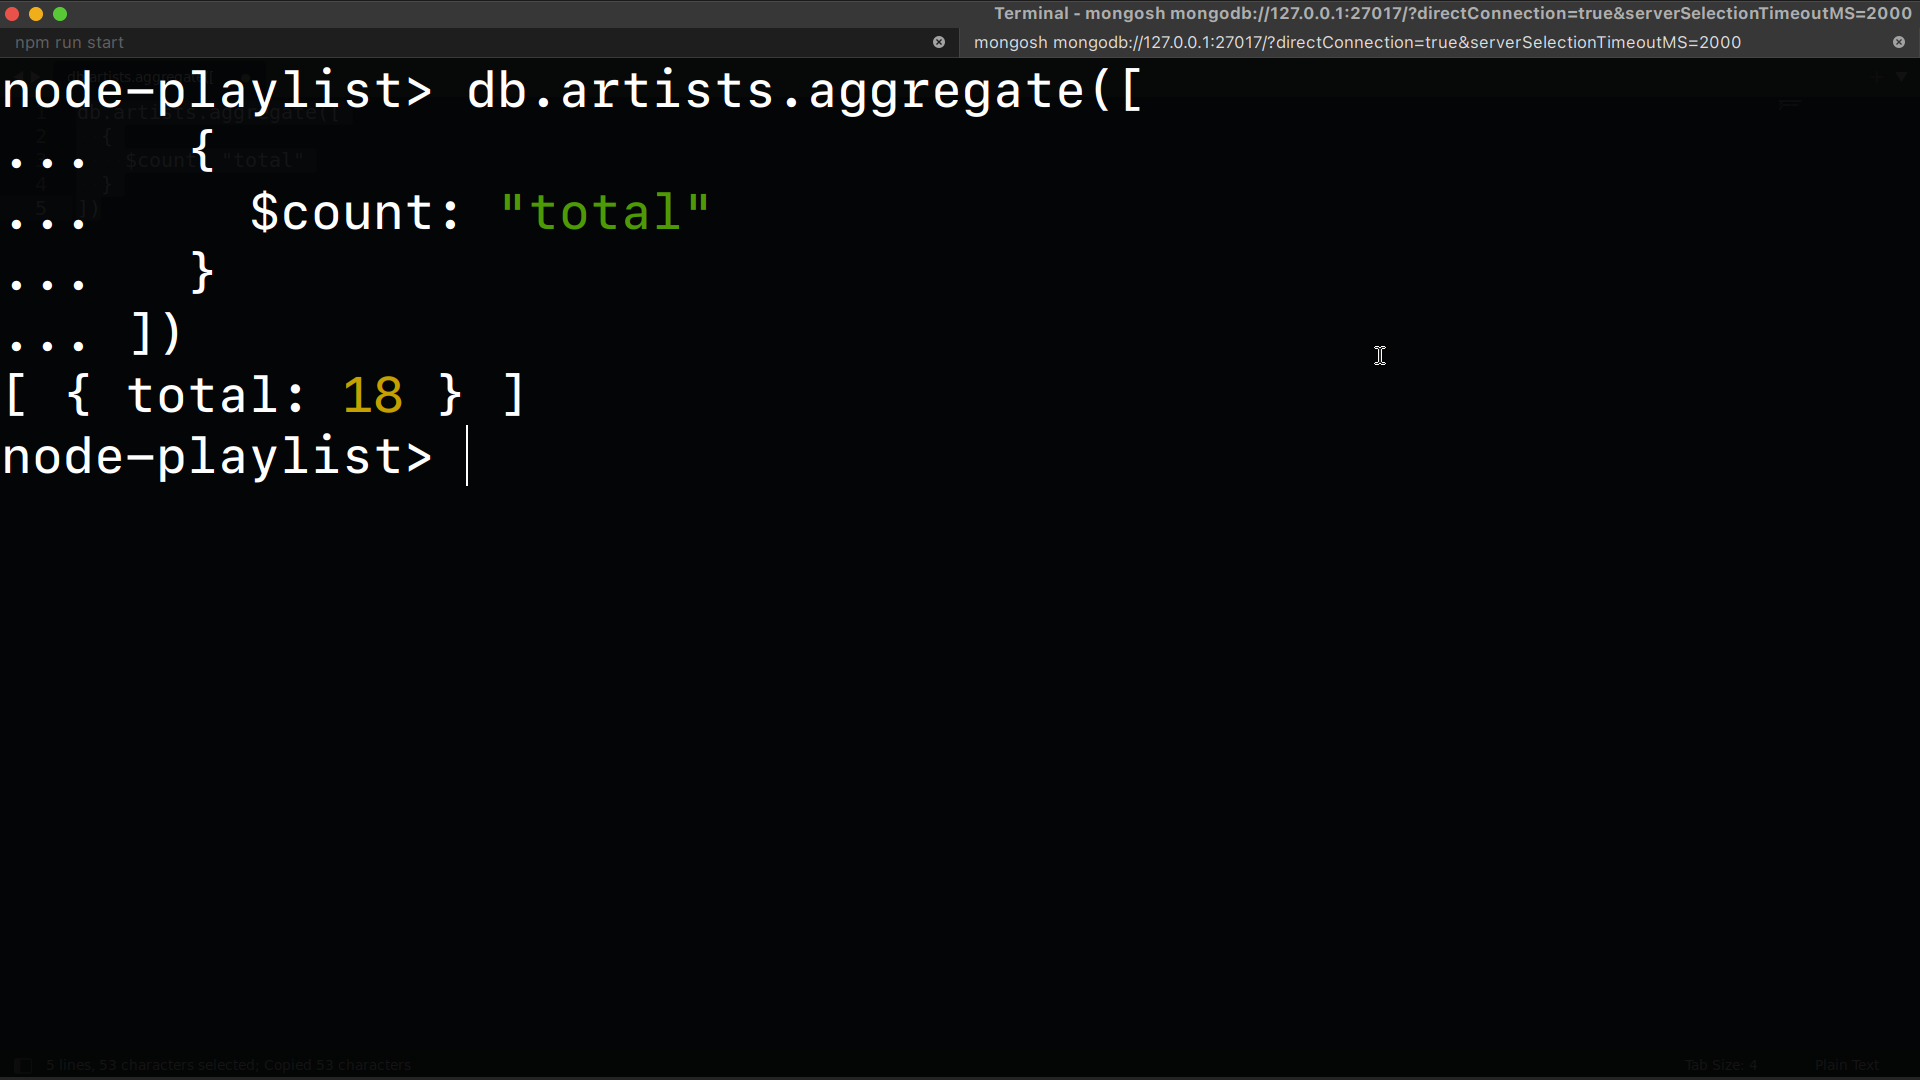 Terminal - mongosh mongodb://127.0.0.1:27017/?directConnection=true&serverSelectionTimeoutMS=2000
npm run start
mongosh mongodb://127.0.0.1:27017/?directConnection=true&serverSelectionTimeoutMS=2000
node-playlist> db.artists.aggregate([
...   {
...     $count: "total"
...   }
... ])
[ { total: 18 } ]
node-playlist>
5 lines, 53 characters selected; Copied 53 characters
Tab Size: 4
Plain Text